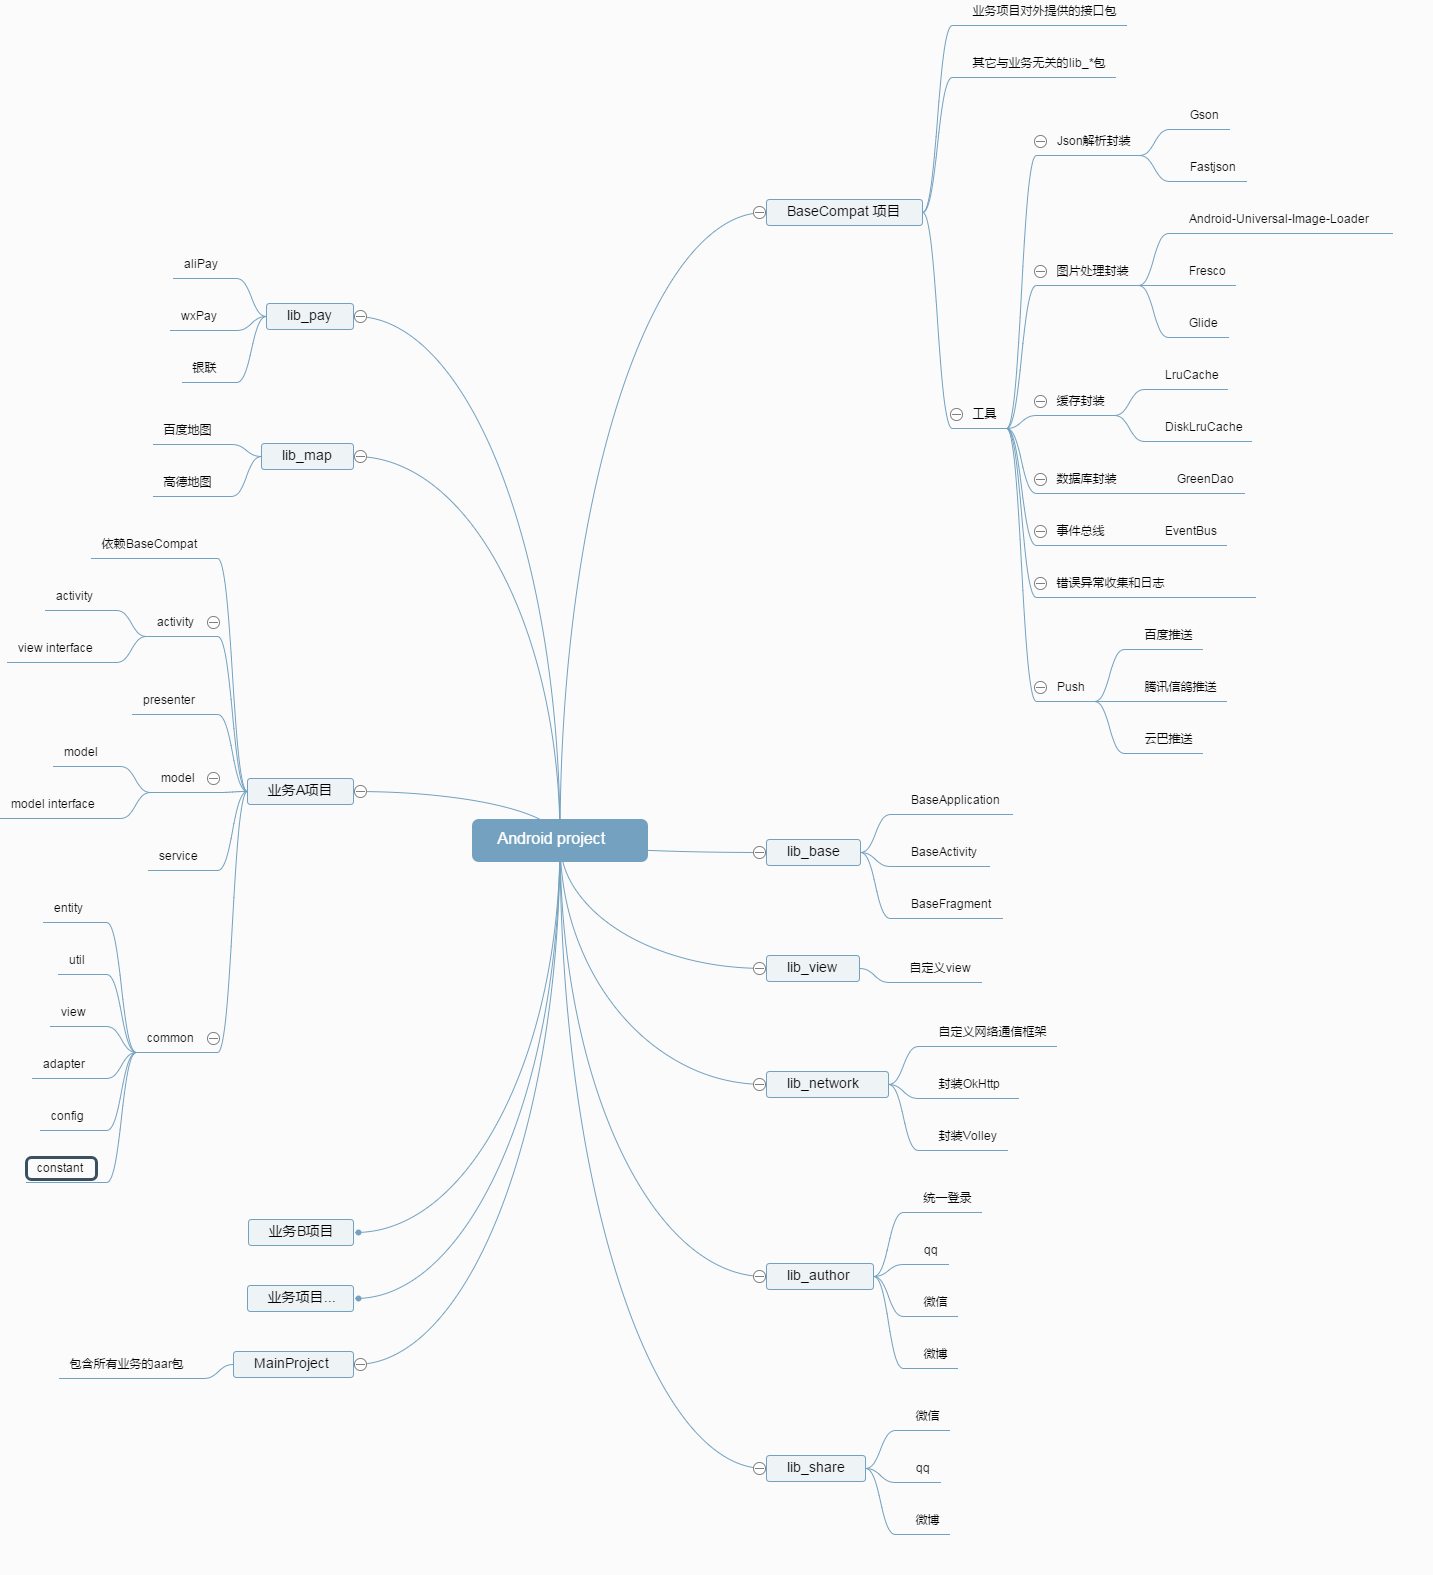 Android project
BaseCompat 项目
业务项目对外提供的接口包
其它与业务无关的lib_*包
工具
Json解析封装
Gson
Fastjson
图片处理封装
Android-Universal-Image-Loader
Fresco
Glide
缓存封装
LruCache
DiskLruCache
数据库封装
GreenDao
事件总线
EventBus
错误异常收集和日志
Push
百度推送
腾讯信鸽推送
云巴推送
lib_base
BaseApplication
BaseActivity
BaseFragment
lib_view
自定义view
lib_network
自定义网络通信框架
封装OkHttp
封装Volley
lib_author
统一登录
qq
微信
微博
lib_share
微信
qq
微博
lib_pay
aliPay
wxPay
银联
lib_map
百度地图
高德地图
业务A项目
依赖BaseCompat
activity
activity
view interface
presenter
model
model
model interface
service
common
entity
util
view
adapter
config
constant
业务B项目
业务项目...
MainProject
包含所有业务的aar包